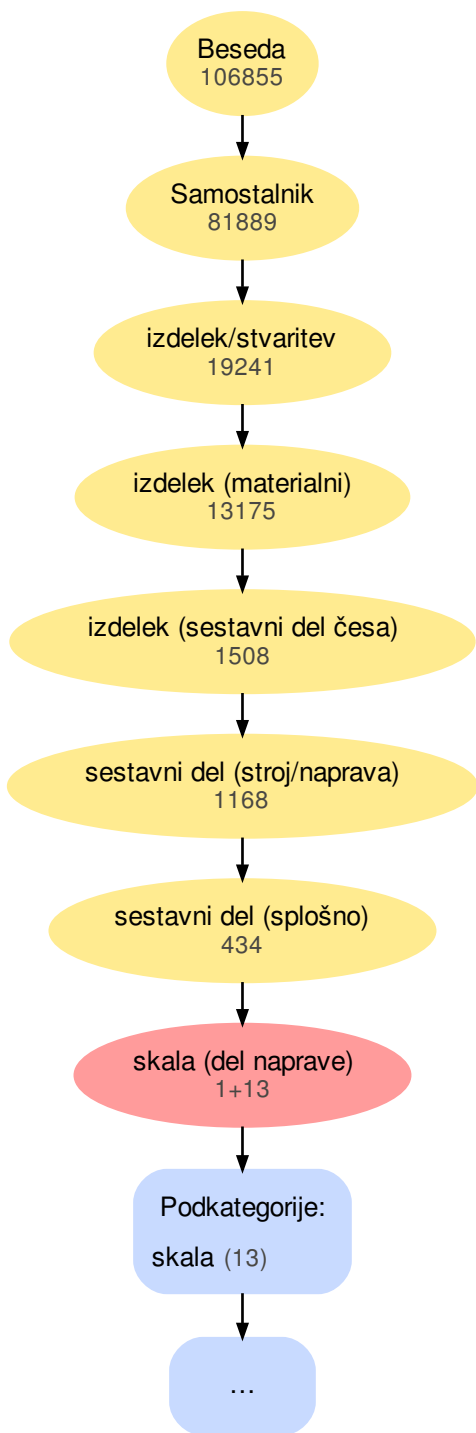 Beseda
106855
Samostalnik
81889
izdelek/stvaritev
19241
izdelek (materialni)
13175
izdelek (sestavni del česa)
1508
sestavni del (stroj/naprava)
1168
sestavni del (splošno)
434
skala (del naprave)
1+13
Podkategorije:
skala (13)
...